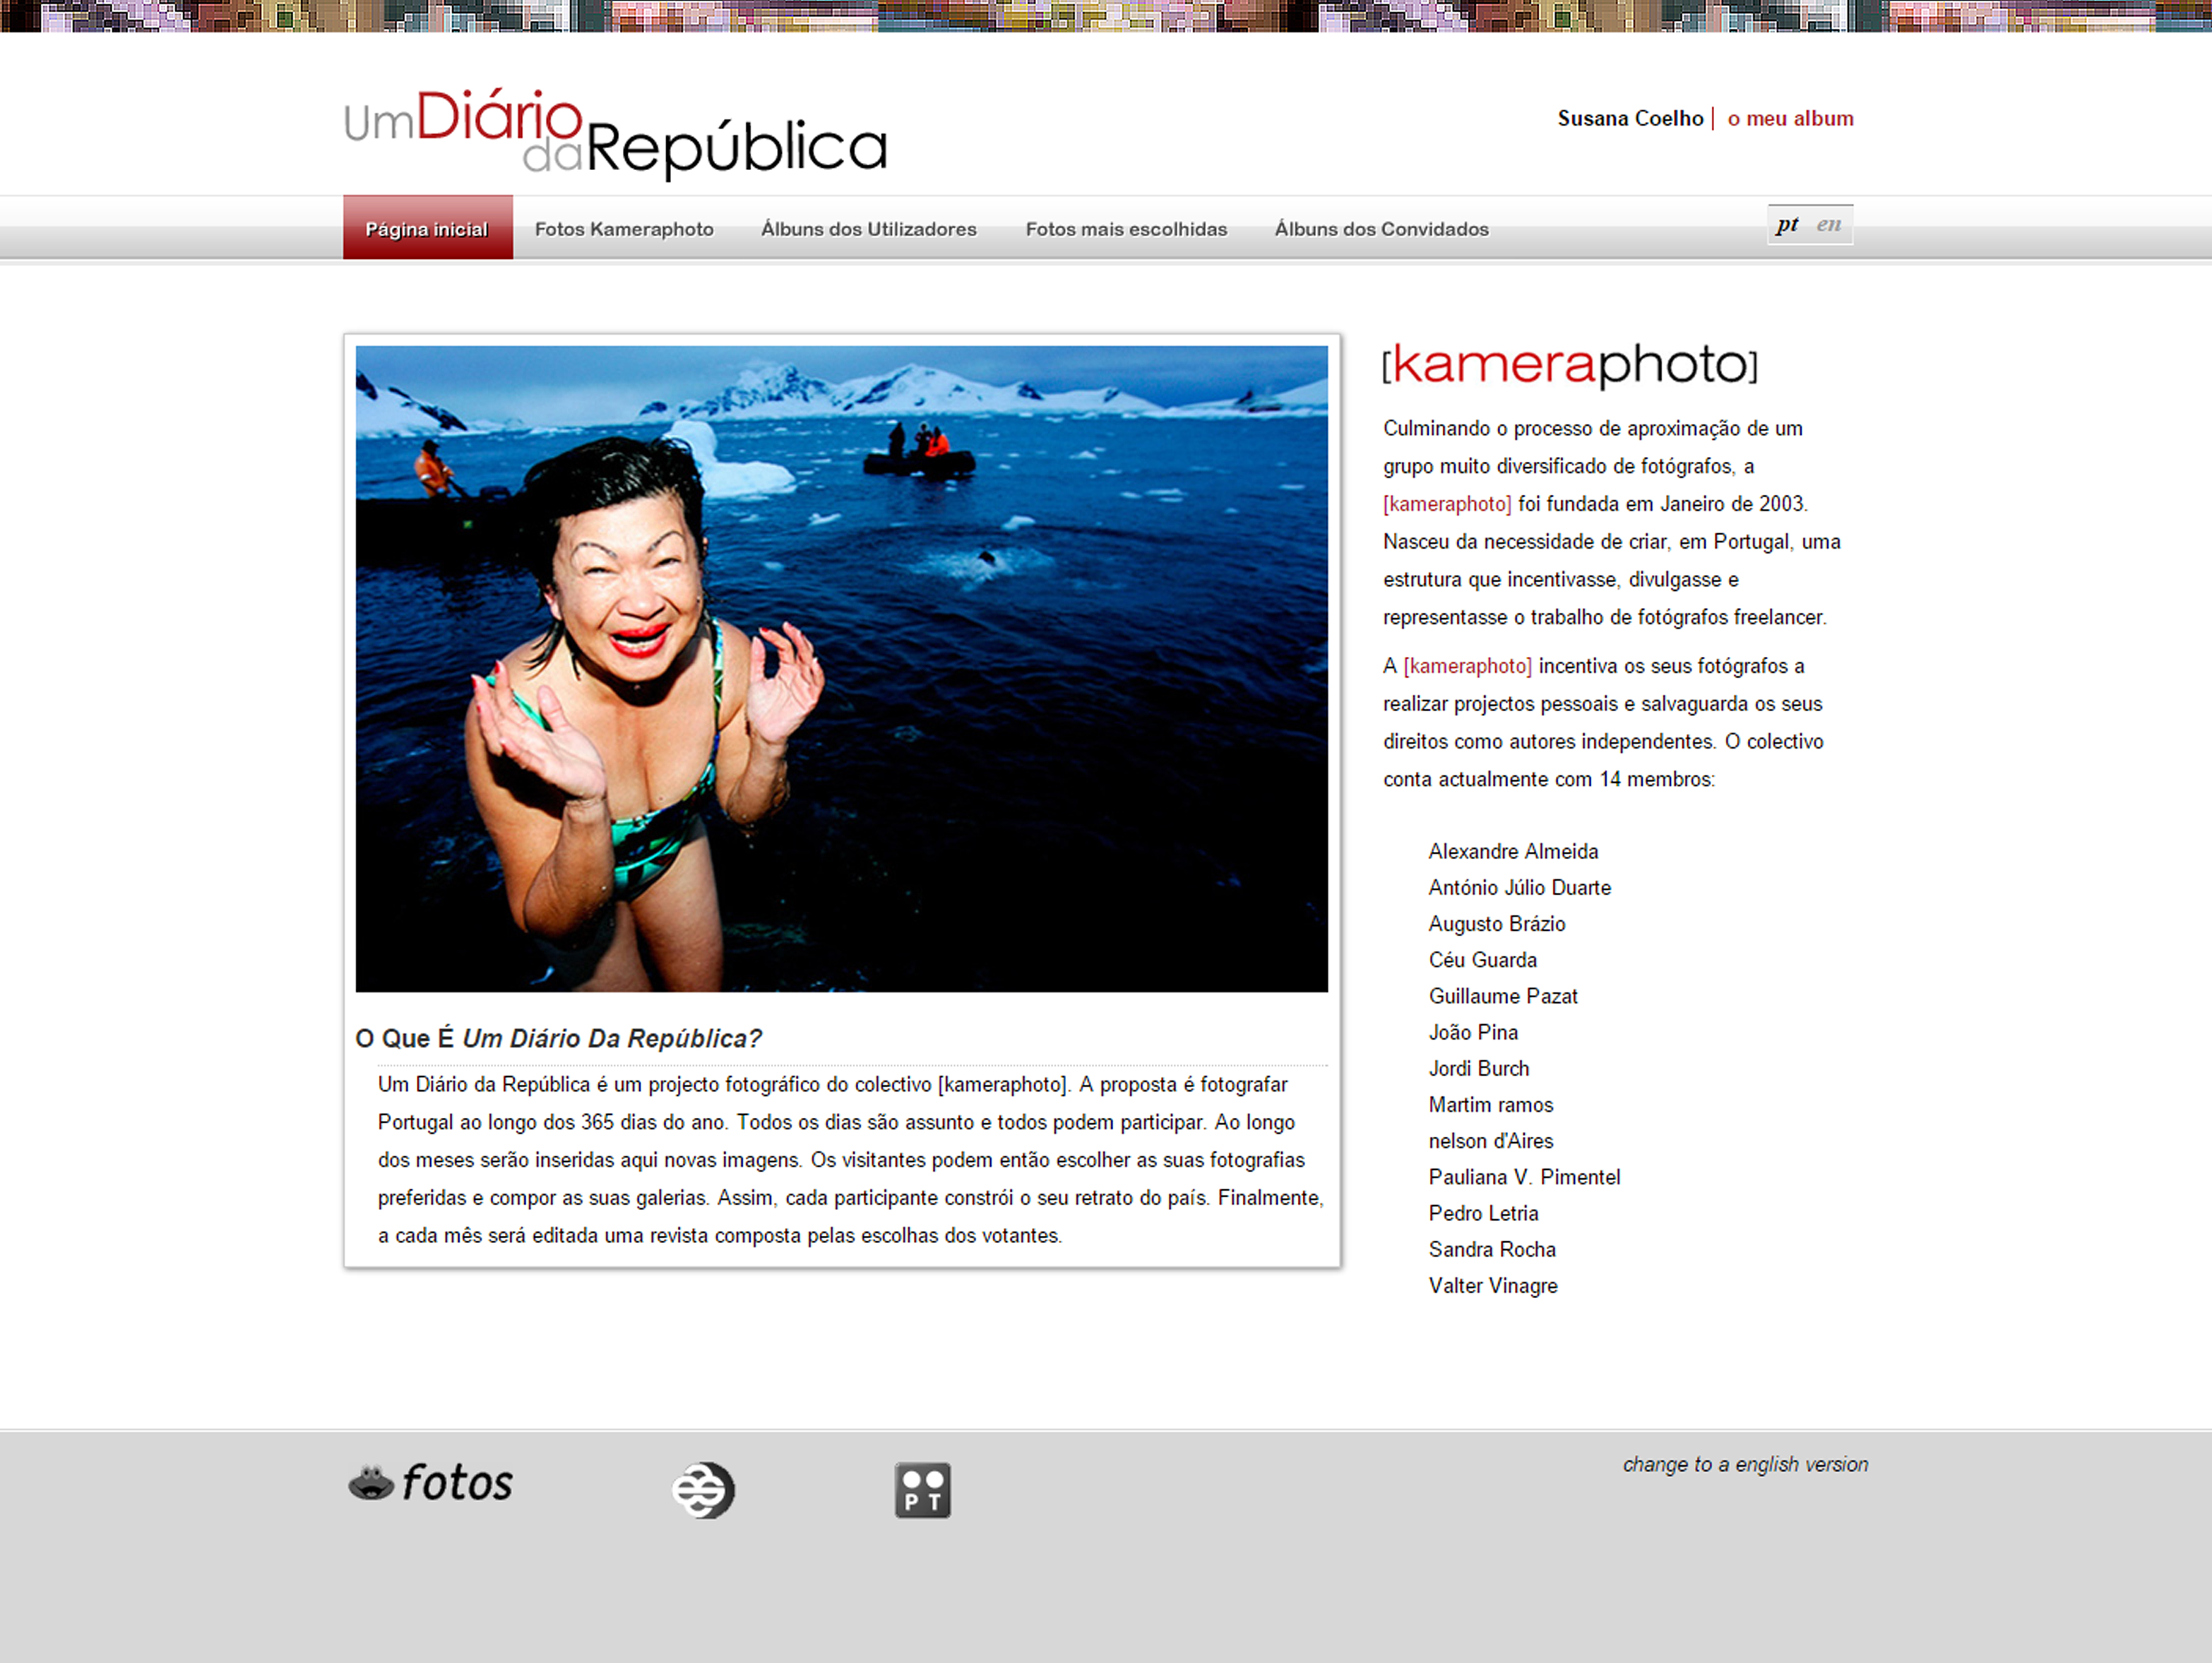 Um Diário
da República
Susana Coelho | o meu album
Página inicial
Fotos Kameraphoto
Álbuns dos Utilizadores
Fotos mais escolhidas
Álbuns dos Convidados
pt en
[kameraphoto]
Culminando o processo de aproximação de um
grupo muito diversificado de fotógrafos, a
[kameraphoto] foi fundada em Janeiro de 2003.
Nasceu da necessidade de criar, em Portugal, uma
estrutura que incentivasse, divulgasse e
representasse o trabalho de fotógrafos freelancer.
A [kameraphoto] incentiva os seus fotógrafos a
realizar projectos pessoais e salvaguarda os seus
direitos como autores independentes. O colectivo
conta actualmente com 14 membros:
Alexandre Almeida
António Júlio Duarte
Augusto Brázio
Céu Guarda
Guillaume Pazat
João Pina
Jordi Burch
Martim ramos
nelson d'Aires
Pauliana V. Pimentel
Pedro Letria
Sandra Rocha
Valter Vinagre
O Que É Um Diário Da República?
Um Diário da República é um projecto fotográfico do colectivo [kameraphoto]. A proposta é fotografar
Portugal ao longo dos 365 dias do ano. Todos os dias são assunto e todos podem participar. Ao longo
dos meses serão inseridas aqui novas imagens. Os visitantes podem então escolher as suas fotografias
preferidas e compor as suas galerias. Assim, cada participante constrói o seu retrato do país. Finalmente,
a cada mês será editada uma revista composta pelas escolhas dos votantes.
fotos
PT
change to a english version